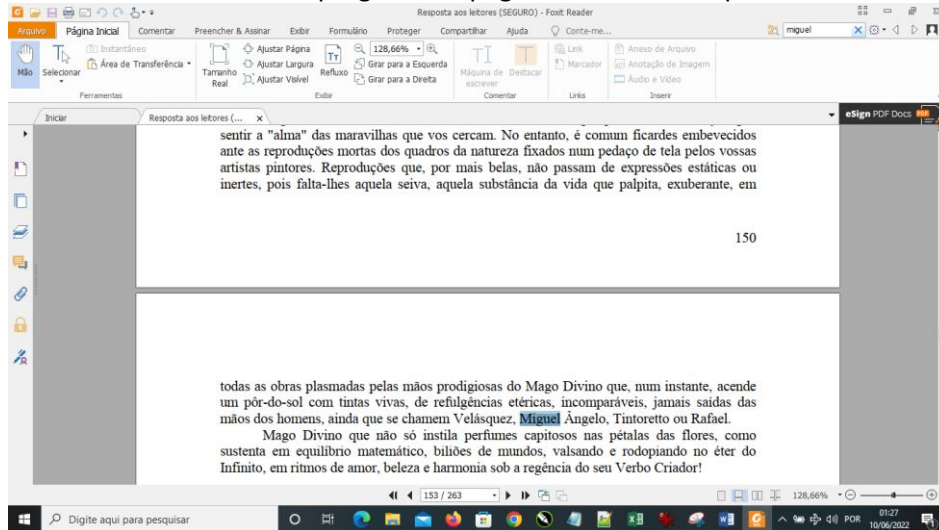 Resposta aos leitores (SEGURO) - Foxit Reader
Arquivo Página Inicial Comentar Preencher & Assinar Exibir Formulário Proteger Compartilhar Ajuda Conte-me... miguel
Mão
Selecionar
Instantâneo
Área de Transferência
Ferramentas
Tamanho Real
Ajustar Página
Ajustar Largura
Ajustar Visível
Refluxo
128,66%
Girar para a Esquerda
Girar para a Direita
Exibir
Máquina de escrever
Destacar
Comentar
Link
Marcador
Links
Anexo de Arquivo
Anotação de Imagem
Áudio e Vídeo
Inserir
Iniciar Resposta aos leitores (... x eSign PDF Docs
sentir a "alma" das maravilhas que vos cercam. No entanto, é comum ficardes embevecidos
ante as reproduções mortas dos quadros da natureza fixados num pedaço de tela pelos vossas
artistas pintores. Reproduções que, por mais belas, não passam de expressões estáticas ou
inertes, pois falta-lhes aquela seiva, aquela substância da vida que palpita, exuberante, em
150
todas as obras plasmadas pelas mãos prodigiosas do Mago Divino que, num instante, acende
um pôr-do-sol com tintas vivas, de refulgências etéricas, incomparáveis, jamais saidas das
mãos dos homens, ainda que se chamem Velásquez, Miguel Ângelo, Tintoretto ou Rafael.
Mago Divino que não só instila perfumes capitosos nas pétalas das flores, como
sustenta em equilíbrio matemático, biliões de mundos, valsando e rodopiando no éter do
Infinito, em ritmos de amor, beleza e harmonia sob a regência do seu Verbo Criador!
153 / 263 128,66%
Digite aqui para pesquisar POR 01:27
10/06/2022